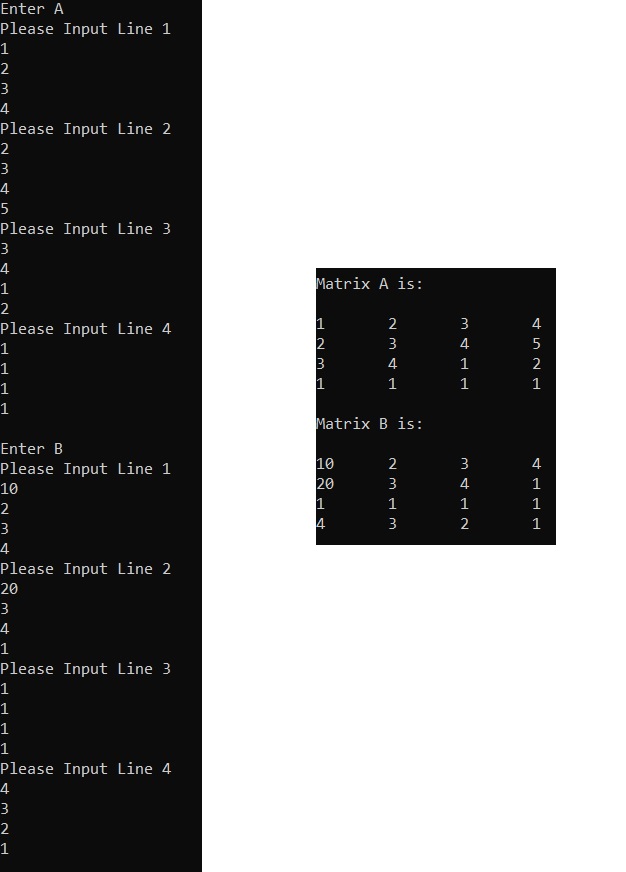 Enter A
Please Input Line 1
1
2
3
4
Please Input Line 2
2
3
4
5
Please Input Line 3
3
4
1
2
Please Input Line 4
1
1
1
1
Enter B
Please Input Line 1
10
2
3
4
Please Input Line 2
20
3
4
1
Please Input Line 3
1
1
1
1
Please Input Line 4
4
3
2
1
Matrix A is:
1 2 3 4
2 3 4 5
3 4 1 2
1 1 1 1
Matrix B is:
10 2 3 4
20 3 4 1
1 1 1 1
4 3 2 1